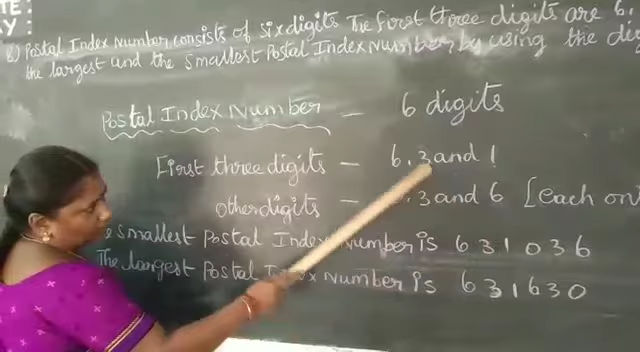 TE
Y:
8) Postal Index Number consists of six digits The first three digits are 6.
the largest and the smallest Postal Index Number by using the
Postal Index Number – 6 digits
First three digits – 6, 3 and 1
Other digits – 3 and 6 [each
smallest Postal Index Number is 6 3 1 0 3 6
The largest Postal Index Number is 6 3 1 6 3 0